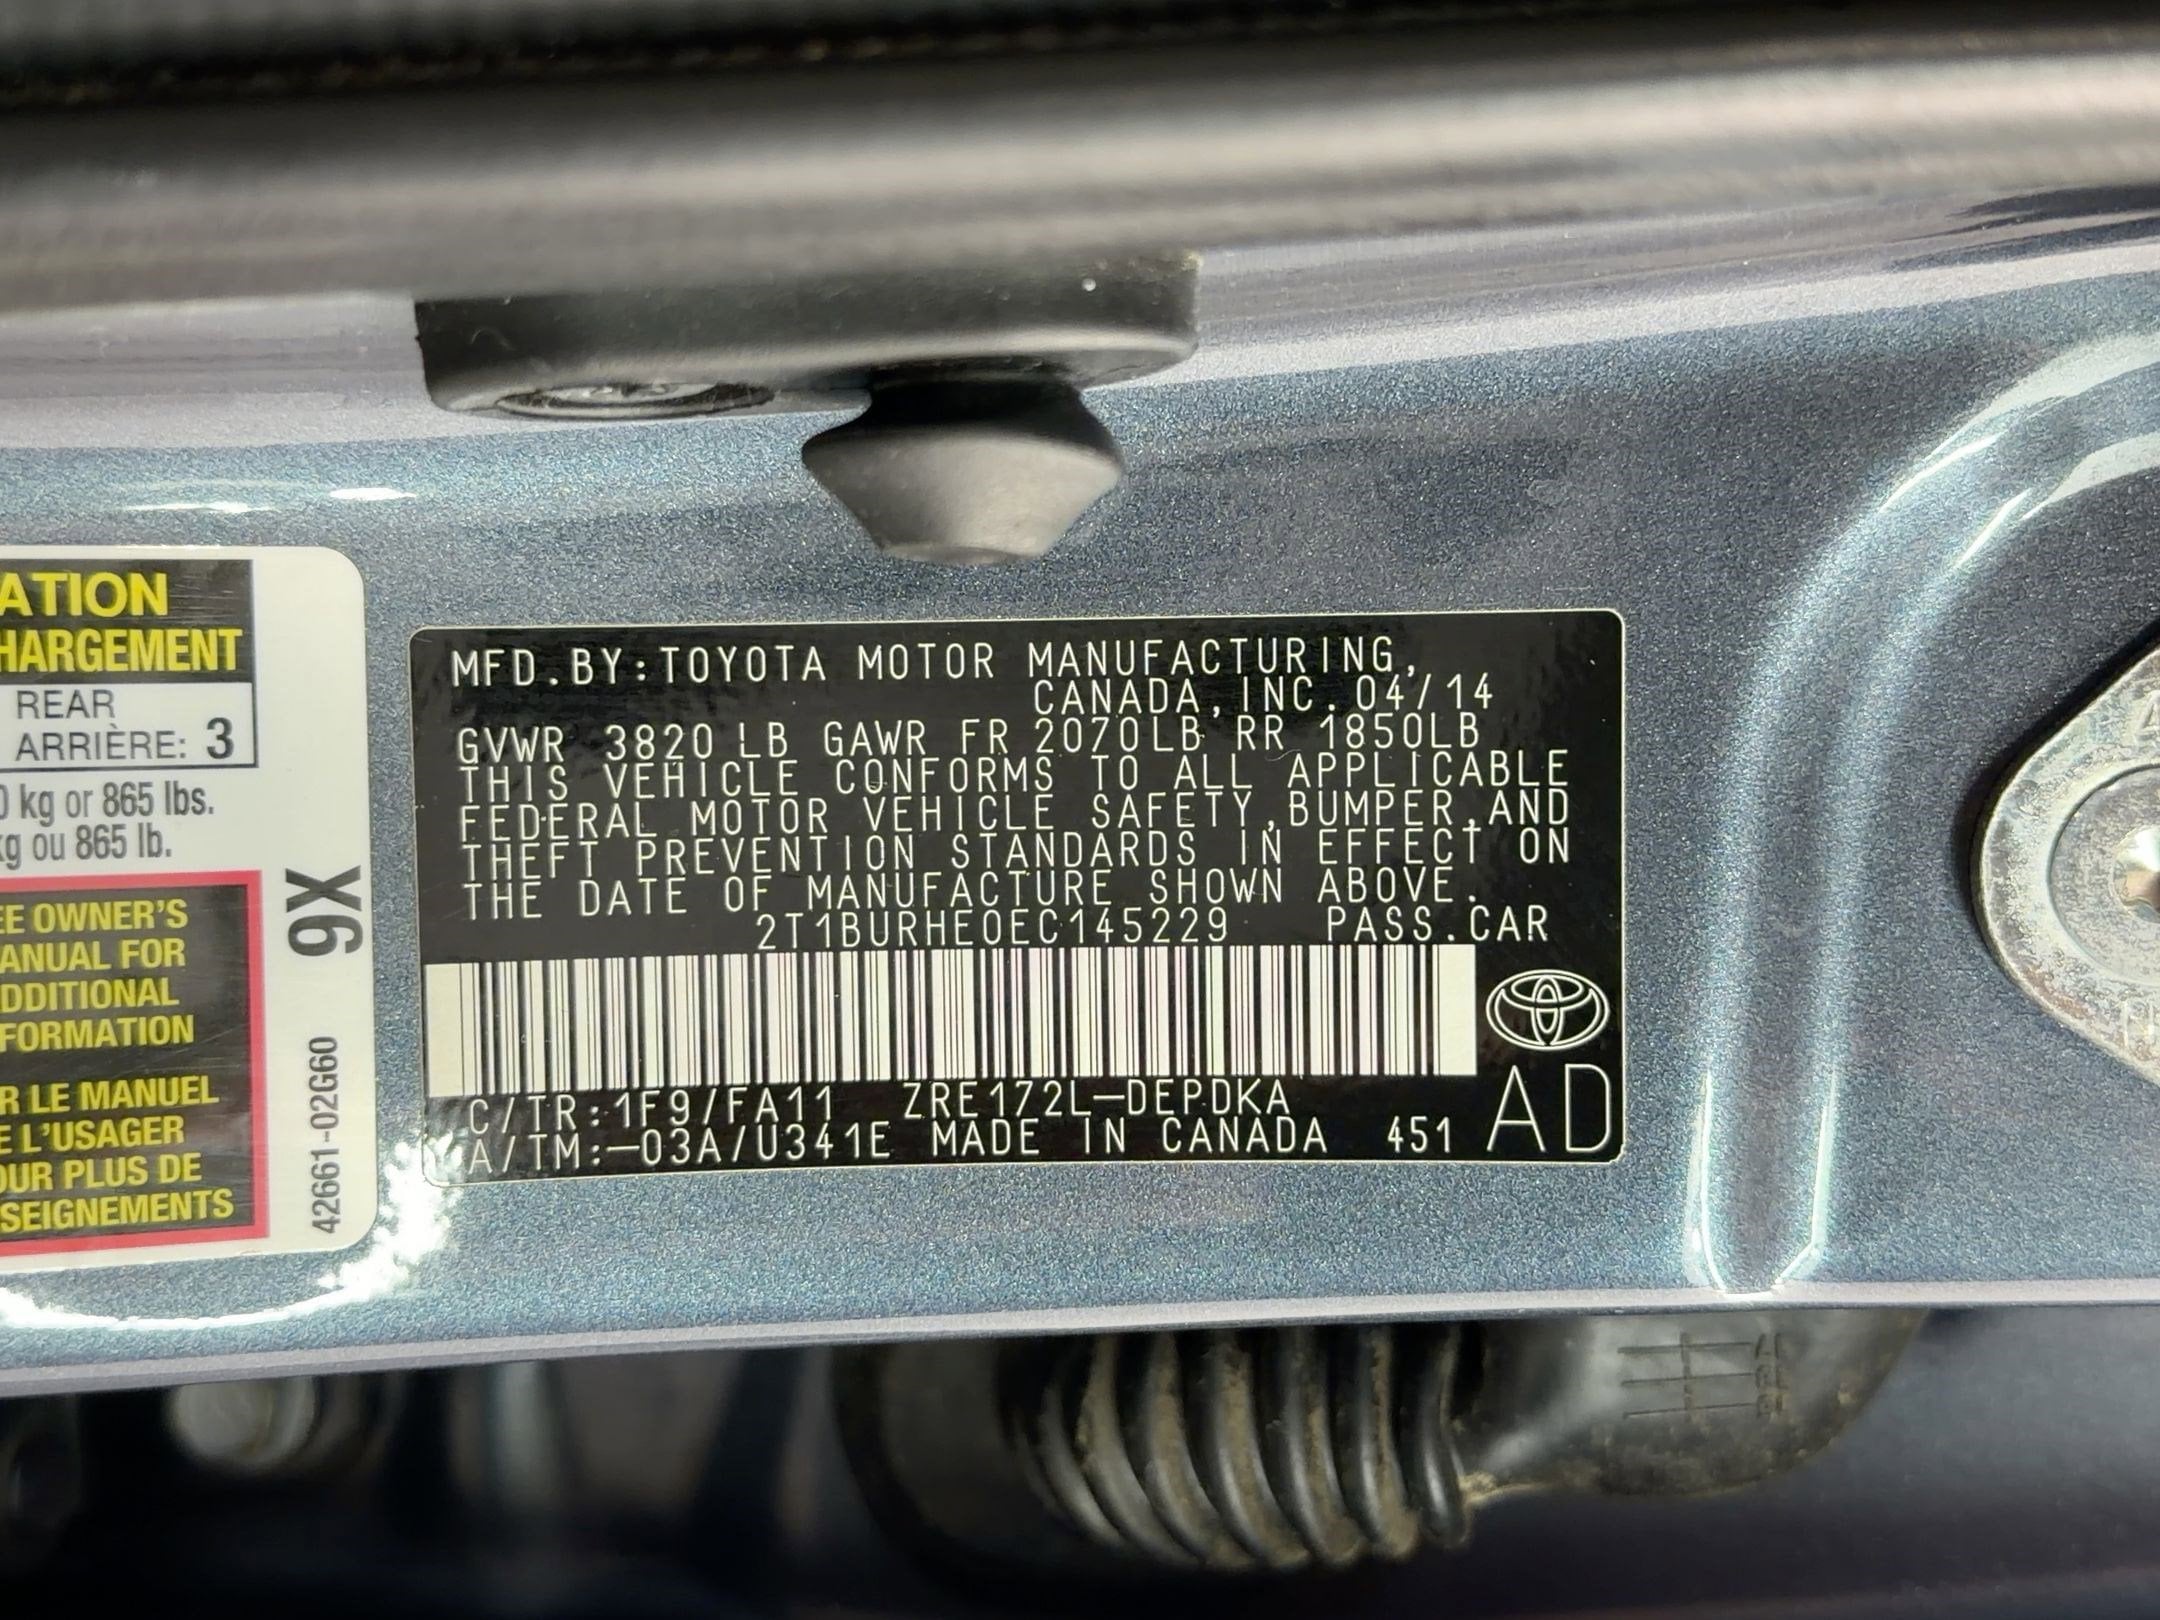 ATION
HARGEMENT
REAR
ARRIÈRE: 3
0 kg or 865 lbs.
kg ou 865 lb.
EE OWNER'S
ANUAL FOR
DDITIONAL
FORMATION
R LE MANUEL
E L'USAGER
OUR PLUS DE
SEIGNEMENTS
9X
42661-02G60
MFD.BY:TOYOTA MOTOR MANUFACTURING,
CANADA,INC.04/14
GVWR 3820 LB GAWR FR 2070LB RR 1850LB
THIS VEHICLE CONFORMS TO ALL APPLICABLE
FEDERAL MOTOR VEHICLE SAFETY,BUMPER,AND
THEFT PREVENTION STANDARDS IN EFFECT ON
THE DATE OF MANUFACTURE SHOWN ABOVE.
2T1BURHE0EC145229 PASS.CAR
C/TR:1F9/FA11 ZRE172L-DEPDKA
A/TM:-03A/U341E MADE IN CANADA 451
AD